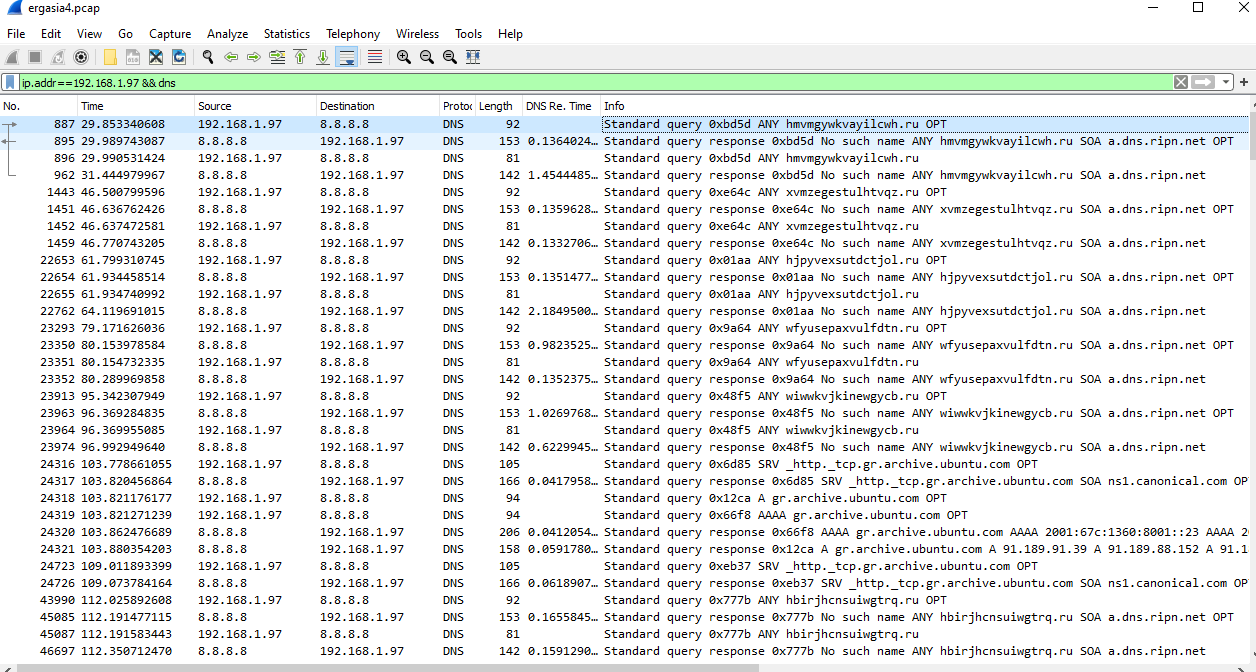 ergasia4.pcap
File Edit View Go Capture Analyze Statistics Telephony Wireless Tools Help
ip.addr==192.168.1.97 && dns
No. Time Source Destination Protoc Length DNS Re. Time Info
887 29.853340608 192.168.1.97 8.8.8.8 DNS 92 Standard query 0xbd5d ANY hmvmgywkvayilcwh.ru OPT
895 29.989743087 8.8.8.8 192.168.1.97 DNS 153 0.1364024… Standard query response 0xbd5d No such name ANY hmvmgywkvayilcwh.ru SOA a.dns.ripn.net OPT
896 29.990531424 192.168.1.97 8.8.8.8 DNS 81 Standard query 0xbd5d ANY hmvmgywkvayilcwh.ru
962 31.444979967 8.8.8.8 192.168.1.97 DNS 142 1.4544485… Standard query response 0xbd5d No such name ANY hmvmgywkvayilcwh.ru SOA a.dns.ripn.net
1443 46.500799596 192.168.1.97 8.8.8.8 DNS 92 Standard query 0xe64c ANY xvmzegestulhtvqz.ru OPT
1451 46.636762426 8.8.8.8 192.168.1.97 DNS 153 0.1359628… Standard query response 0xe64c No such name ANY xvmzegestulhtvqz.ru SOA a.dns.ripn.net OPT
1452 46.637472581 192.168.1.97 8.8.8.8 DNS 81 Standard query 0xe64c ANY xvmzegestulhtvqz.ru
1459 46.770743205 8.8.8.8 192.168.1.97 DNS 142 0.1332706… Standard query response 0xe64c No such name ANY xvmzegestulhtvqz.ru SOA a.dns.ripn.net
22653 61.799310745 192.168.1.97 8.8.8.8 DNS 92 Standard query 0x01aa ANY hjpyvexsutdctjol.ru OPT
22654 61.934458514 8.8.8.8 192.168.1.97 DNS 153 0.1351477… Standard query response 0x01aa No such name ANY hjpyvexsutdctjol.ru SOA a.dns.ripn.net OPT
22655 61.934740992 192.168.1.97 8.8.8.8 DNS 81 Standard query 0x01aa ANY hjpyvexsutdctjol.ru
22762 64.119691015 8.8.8.8 192.168.1.97 DNS 142 2.1849500… Standard query response 0x01aa No such name ANY hjpyvexsutdctjol.ru SOA a.dns.ripn.net
23293 79.171626036 192.168.1.97 8.8.8.8 DNS 92 Standard query 0x9a64 ANY wfyusepaxvulfdtn.ru OPT
23350 80.153978584 8.8.8.8 192.168.1.97 DNS 153 0.9823525… Standard query response 0x9a64 No such name ANY wfyusepaxvulfdtn.ru SOA a.dns.ripn.net OPT
23351 80.154732335 192.168.1.97 8.8.8.8 DNS 81 Standard query 0x9a64 ANY wfyusepaxvulfdtn.ru
23352 80.289969858 8.8.8.8 192.168.1.97 DNS 142 0.1352375… Standard query response 0x9a64 No such name ANY wfyusepaxvulfdtn.ru SOA a.dns.ripn.net
23913 95.342307949 192.168.1.97 8.8.8.8 DNS 92 Standard query 0x48f5 ANY wiwwkvjkinewgycb.ru OPT
23963 96.369284835 8.8.8.8 192.168.1.97 DNS 153 1.0269768… Standard query response 0x48f5 No such name ANY wiwwkvjkinewgycb.ru SOA a.dns.ripn.net OPT
23964 96.369955085 192.168.1.97 8.8.8.8 DNS 81 Standard query 0x48f5 ANY wiwwkvjkinewgycb.ru
23974 96.992949640 8.8.8.8 192.168.1.97 DNS 142 0.6229945… Standard query response 0x48f5 No such name ANY wiwwkvjkinewgycb.ru SOA a.dns.ripn.net
24316 103.778661055 192.168.1.97 8.8.8.8 DNS 105 Standard query 0x6d85 SRV _http._tcp.gr.archive.ubuntu.com OPT
24317 103.820456864 8.8.8.8 192.168.1.97 DNS 166 0.0417958… Standard query response 0x6d85 SRV _http._tcp.gr.archive.ubuntu.com SOA ns1.canonical.com OP
24318 103.821176177 192.168.1.97 8.8.8.8 DNS 94 Standard query 0x12ca A gr.archive.ubuntu.com OPT
24319 103.821271239 192.168.1.97 8.8.8.8 DNS 94 Standard query 0x66f8 AAAA gr.archive.ubuntu.com OPT
24320 103.862476689 8.8.8.8 192.168.1.97 DNS 206 0.0412054… Standard query response 0x66f8 AAAA gr.archive.ubuntu.com AAAA 2001:67c:1360:8001::23 AAAA 2
24321 103.880354203 8.8.8.8 192.168.1.97 DNS 158 0.0591780… Standard query response 0x12ca A gr.archive.ubuntu.com A 91.189.91.39 A 91.189.88.152 A 91.1
24723 109.011893399 192.168.1.97 8.8.8.8 DNS 105 Standard query 0xeb37 SRV _http._tcp.gr.archive.ubuntu.com OPT
24726 109.073784164 8.8.8.8 192.168.1.97 DNS 166 0.0618907… Standard query response 0xeb37 SRV _http._tcp.gr.archive.ubuntu.com SOA ns1.canonical.com OP
43990 112.025892608 192.168.1.97 8.8.8.8 DNS 92 Standard query 0x777b ANY hbirjhcnsuiwgtrq.ru OPT
45085 112.191477115 8.8.8.8 192.168.1.97 DNS 153 0.1655845… Standard query response 0x777b No such name ANY hbirjhcnsuiwgtrq.ru SOA a.dns.ripn.net OPT
45087 112.191583443 192.168.1.97 8.8.8.8 DNS 81 Standard query 0x777b ANY hbirjhcnsuiwgtrq.ru
46697 112.350712470 8.8.8.8 192.168.1.97 DNS 142 0.1591290… Standard query response 0x777b No such name ANY hbirjhcnsuiwgtrq.ru SOA a.dns.ripn.net